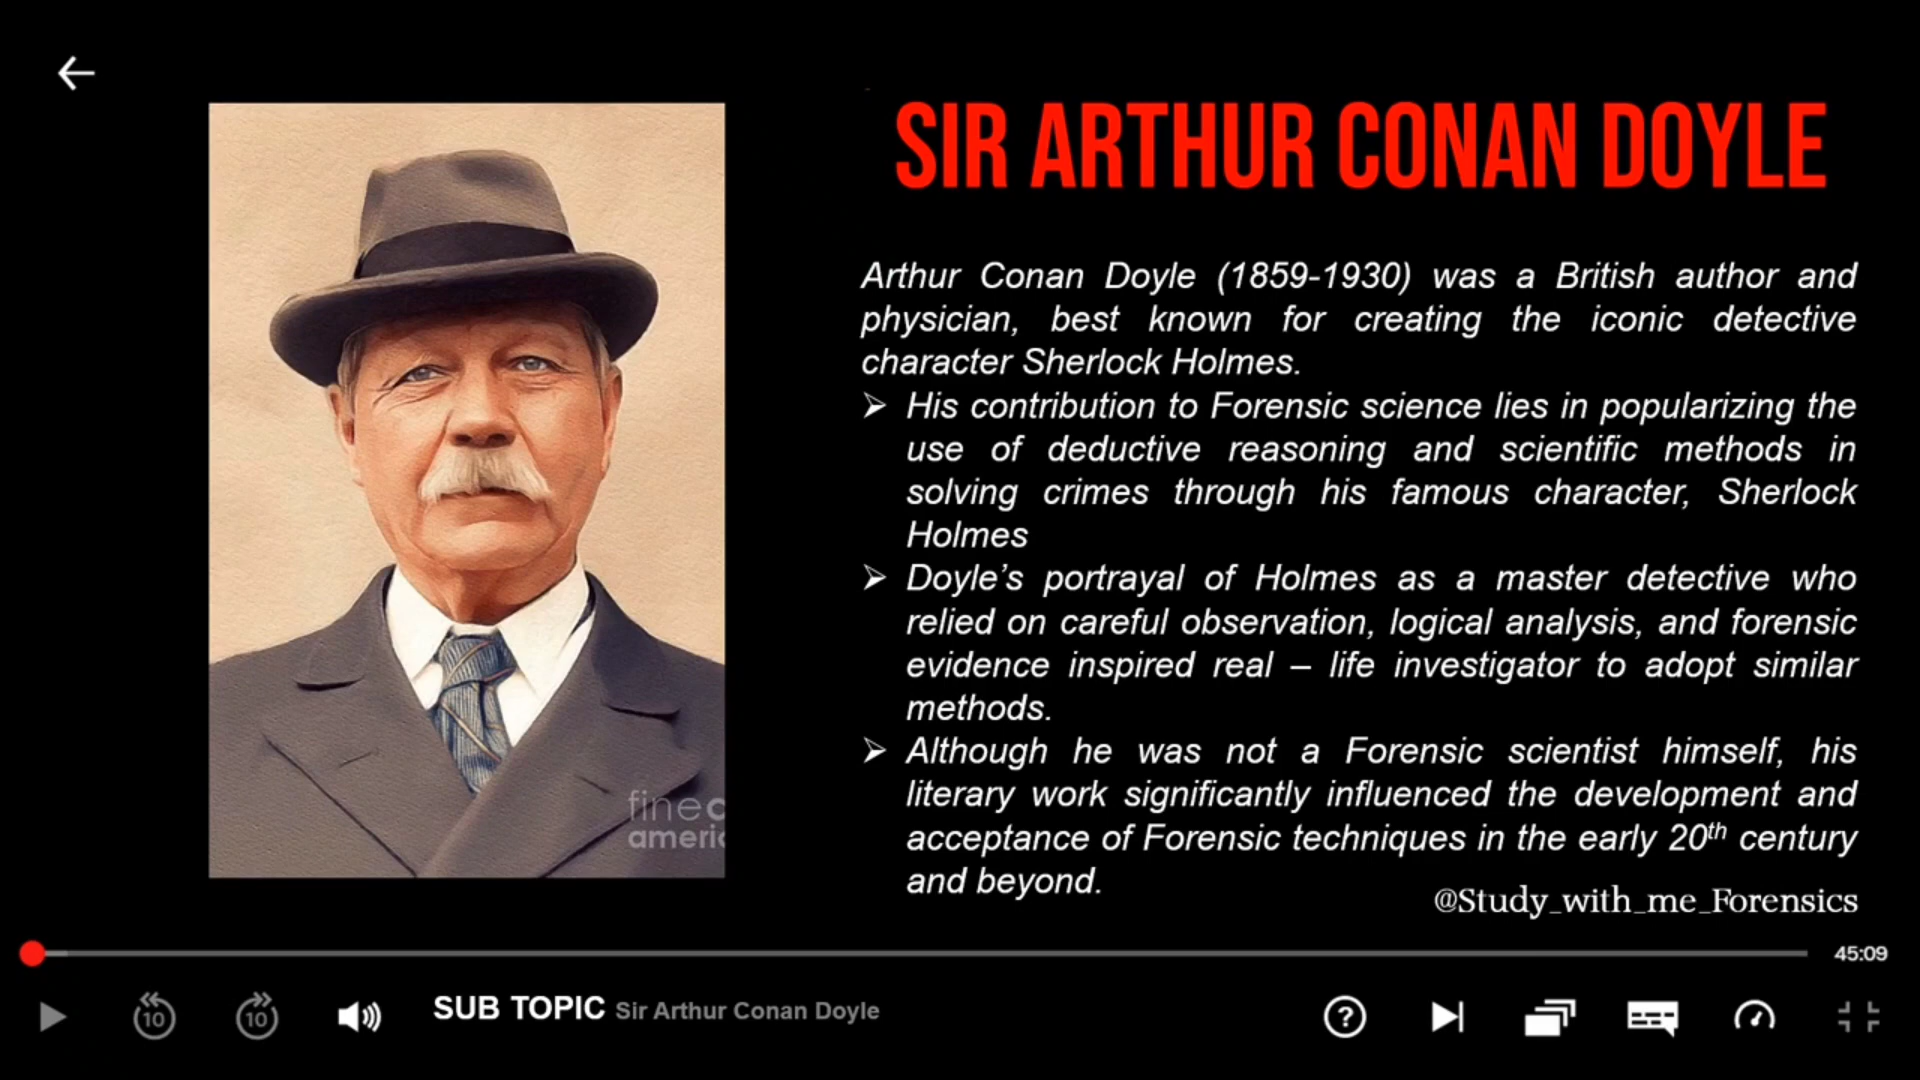 SIR ARTHUR CONAN DOYLE
Arthur Conan Doyle (1859-1930) was a British author and
physician, best known for creating the iconic detective
character Sherlock Holmes.
➢ His contribution to Forensic science lies in popularizing the
use of deductive reasoning and scientific methods in
solving crimes through his famous character, Sherlock
Holmes
➢ Doyle’s portrayal of Holmes as a master detective who
relied on careful observation, logical analysis, and forensic
evidence inspired real – life investigator to adopt similar
methods.
➢ Although he was not a Forensic scientist himself, his
literary work significantly influenced the development and
acceptance of Forensic techniques in the early 20th century
and beyond.
@Study_with_me_Forensics
fine
americ
45:09
10
10
SUB TOPIC Sir Arthur Conan Doyle
?